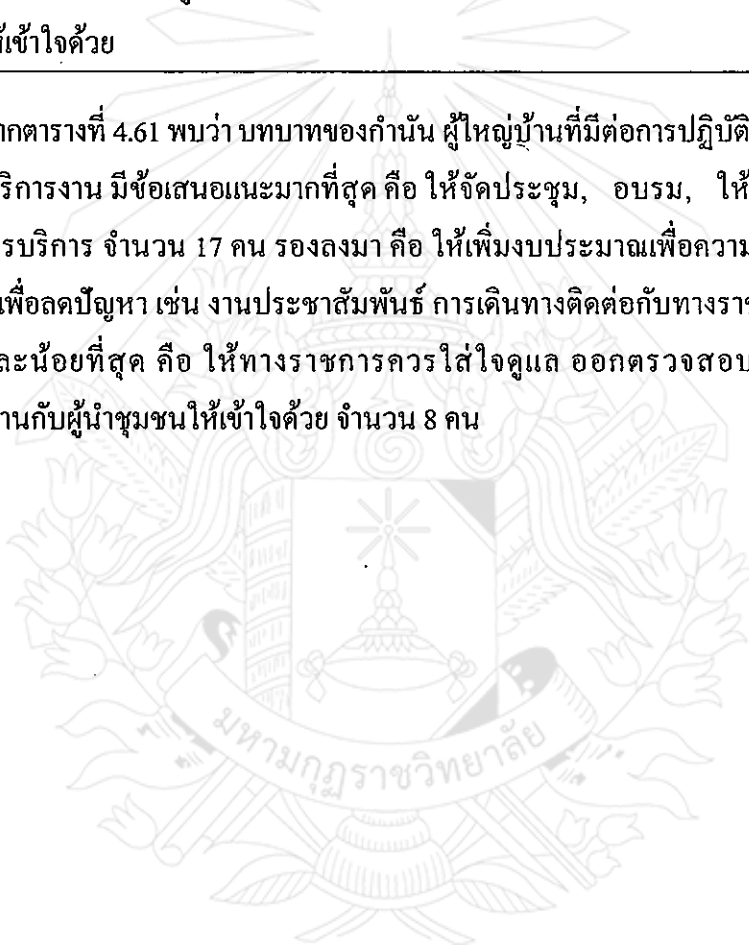 ห้เข้าใจด้วย
ากตารางที่ 4.61 พบว่า บทบาทของกำนัน ผู้ใหญ่บ้านที่มีต่อการปฏิบัติ
ริการงาน มีข้อเสนอแนะมากที่สุด คือ ให้จัดประชุม, อบรม, ให้
รบริการ จำนวน 17 คน รองลงมา คือ ให้เพิ่มงบประมาณเพื่อความ
เพื่อลดปัญหา เช่น งานประชาสัมพันธ์ การเดินทางติดต่อกับทางรา
ละน้อยที่สุด คือ ให้ทางราชการควรใส่ใจดูแล ออกตรวจสอบ
านกับผู้นำชุมชนให้เข้าใจด้วย จำนวน 8 คน
มหามกุฏราชวิทยาลัย